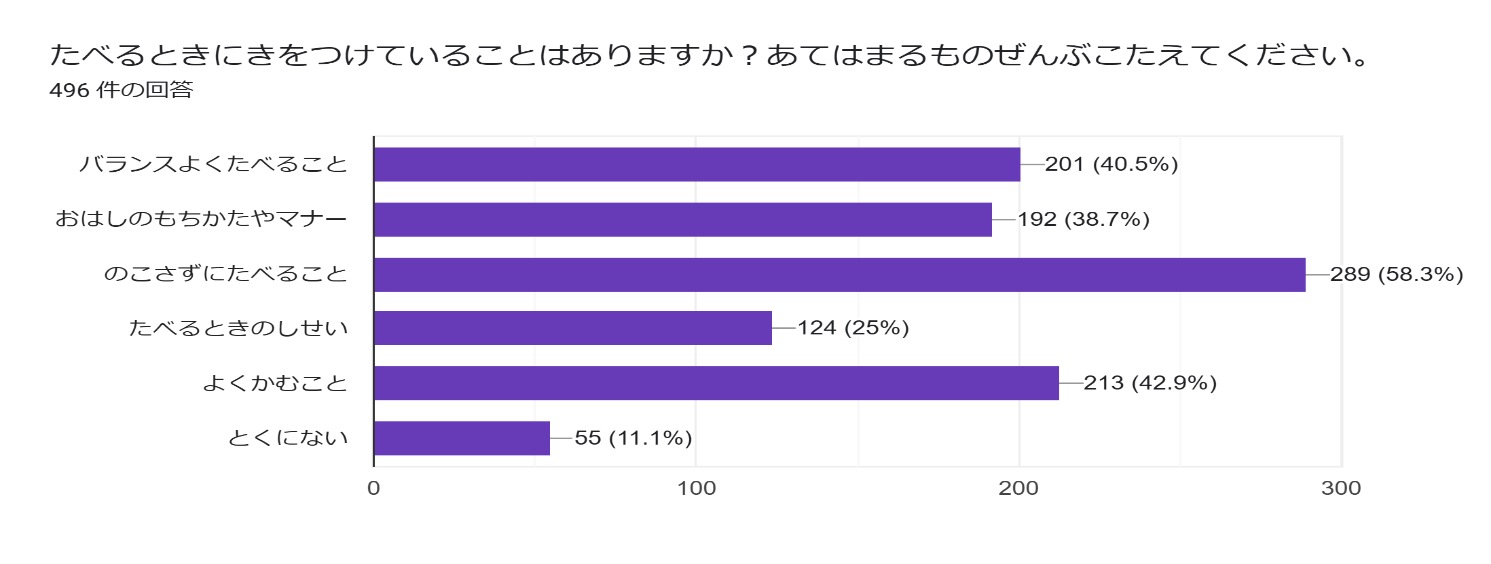 たべるときにきをつけていることはありますか？あてはまるものぜんぶこたえてください。
496 件の回答
バランスよくたべること 201 (40.5%)
おはしのもちかたやマナー 192 (38.7%)
のこさずにたべること 289 (58.3%)
たべるときのしせい 124 (25%)
よくかむこと 213 (42.9%)
とくにない 55 (11.1%)
0 100 200 300